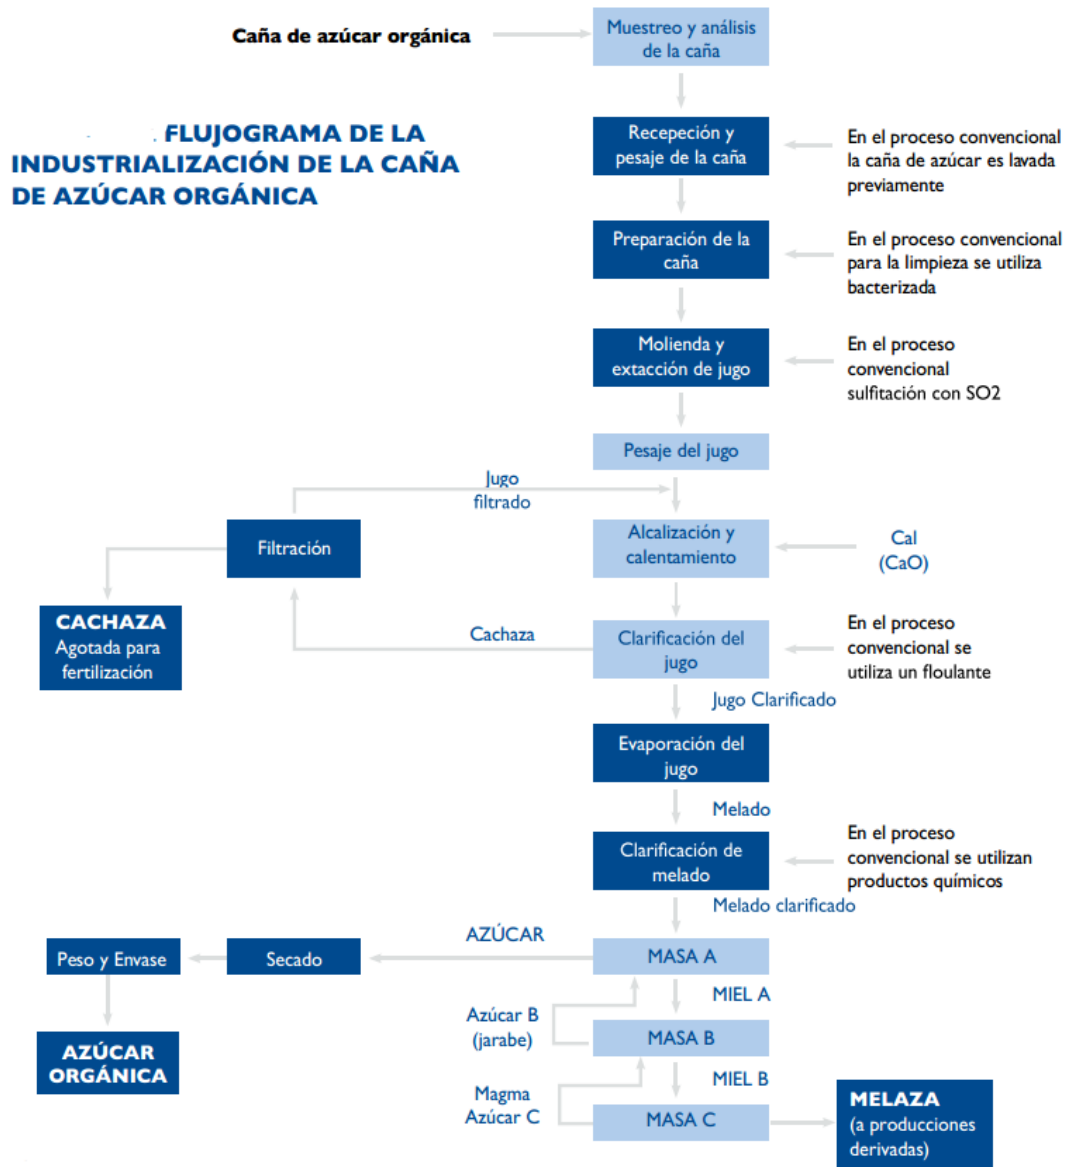 Caña de azúcar orgánica
Muestreo y análisis
de la caña
FLUJOGRAMA DE LA
INDUSTRIALIZACIÓN DE LA CAÑA
DE AZÚCAR ORGÁNICA
Recepeción y
pesaje de la caña
En el proceso convencional
la caña de azúcar es lavada
previamente
Preparación de la
caña
En el proceso convencional
para la limpieza se utiliza
bacterizada
Molienda y
extacción de jugo
En el proceso
convencional
sulfitación con SO2
Pesaje del jugo
Jugo
filtrado
Filtración
Alcalización y
calentamiento
Cal
(CaO)
CACHAZA
Agotada para
fertilización
Cachaza
Clarificación del
jugo
En el proceso
convencional se
utiliza un floulante
Jugo Clarificado
Evaporación del
jugo
Melado
Clarificación de
melado
En el proceso
convencional se utilizan
productos químicos
Melado clarificado
AZÚCAR
Peso y Envase
Secado
MASA A
MIEL A
Azúcar B
(jarabe)
MASA B
AZÚCAR
ORGÁNICA
MIEL B
Magma
Azúcar C
MASA C
MELAZA
(a producciones
derivadas)